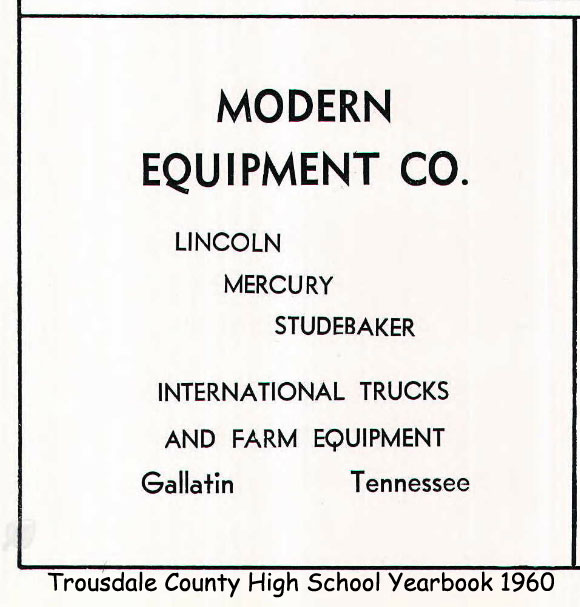 MODERN
EQUIPMENT CO.
LINCOLN
MERCURY
STUDEBAKER
INTERNATIONAL TRUCKS
AND FARM EQUIPMENT
Gallatin Tennessee
Trousdale County High School Yearbook 1960